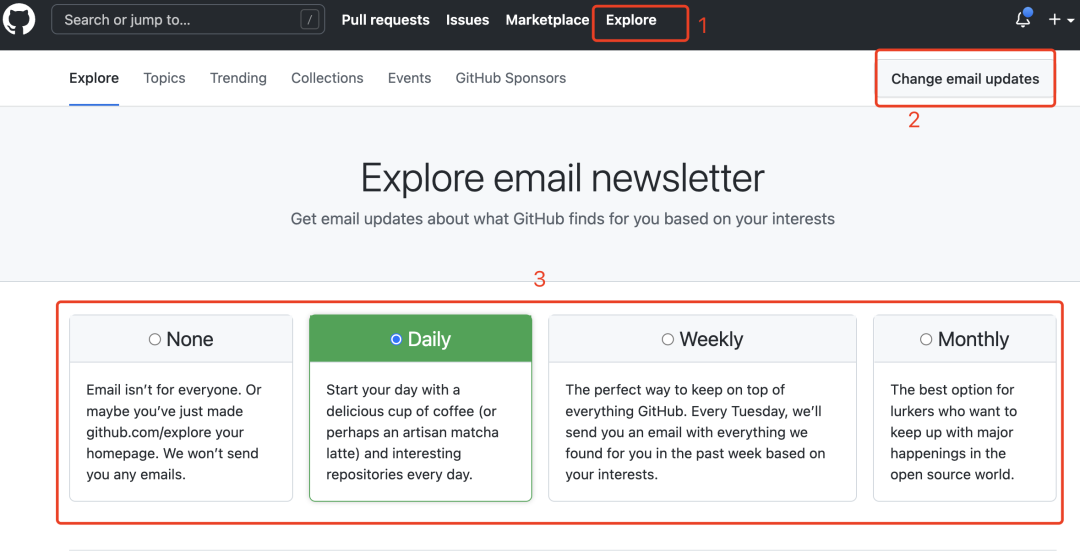 Search or jump to... / Pull requests Issues Marketplace Explore 1
Explore Topics Trending Collections Events GitHub Sponsors Change email updates
2
Explore email newsletter
Get email updates about what GitHub finds for you based on your interests
3
None
Email isn’t for everyone. Or
maybe you’ve just made
github.com/explore your
homepage. We won’t send
you any emails.
Daily
Start your day with a
delicious cup of coffee (or
perhaps an artisan matcha
latte) and interesting
repositories every day.
Weekly
The perfect way to keep on top of
everything GitHub. Every Tuesday, we’ll
send you an email with everything we
found for you in the past week based on
your interests.
Monthly
The best option for
lurkers who want to
keep up with major
happenings in the
open source world.